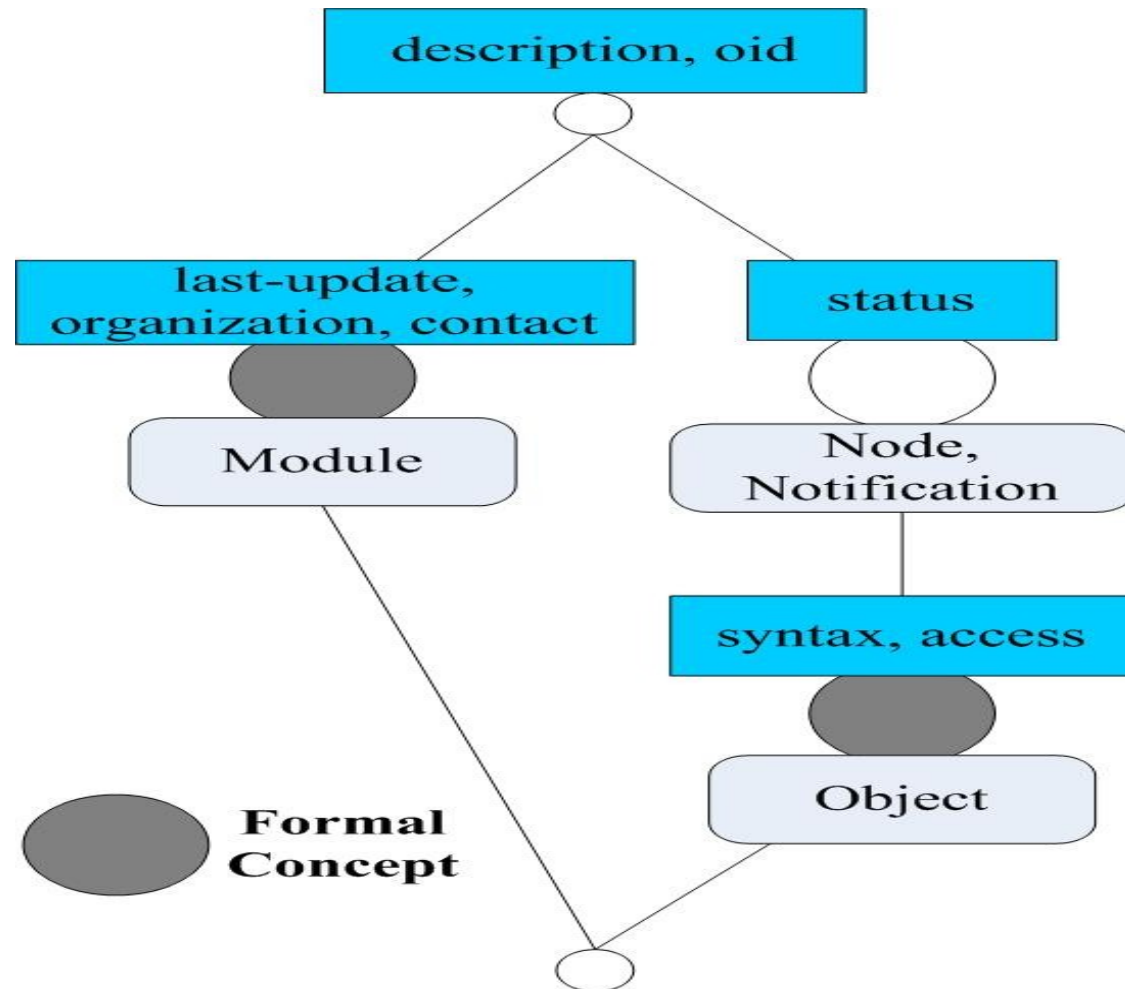 description, oid
last-update,
organization, contact
status
Module
Node,
Notification
syntax, access
Object
Formal
Concept